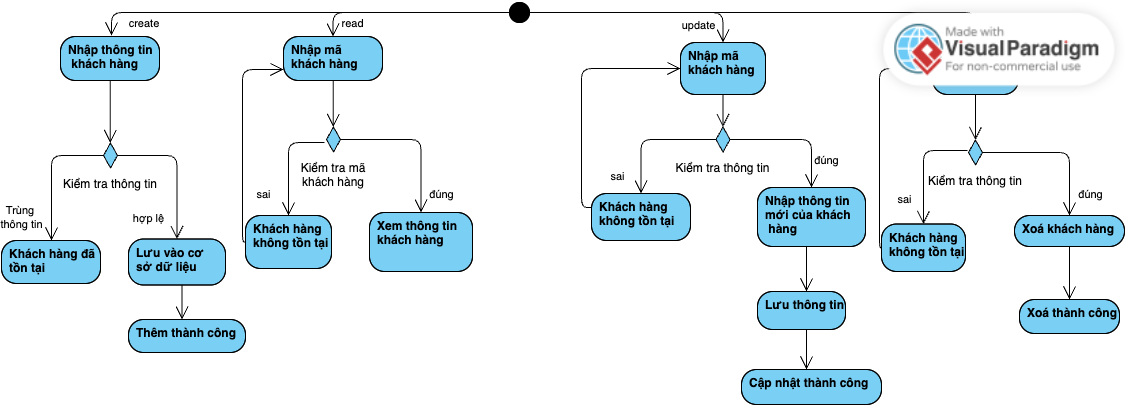 create
read
update
Made with
Visual Paradigm
For non-commercial use
Nhập thông tin
khách hàng
Nhập mã
khách hàng
Nhập mã
khách hàng
Kiểm tra thông tin
Kiểm tra mã
khách hàng
Kiểm tra thông tin
Kiểm tra thông tin
Trùng
thông tin
hợp lệ
sai
đúng
sai
đúng
sai
đúng
Khách hàng đã
tồn tại
Lưu vào cơ
sở dữ liệu
Thêm thành công
Khách hàng
không tồn tại
Xem thông tin
khách hàng
Khách hàng
không tồn tại
Nhập thông tin
mới của khách
hàng
Lưu thông tin
Cập nhật thành công
Khách hàng
không tồn tại
Xoá khách hàng
Xoá thành công